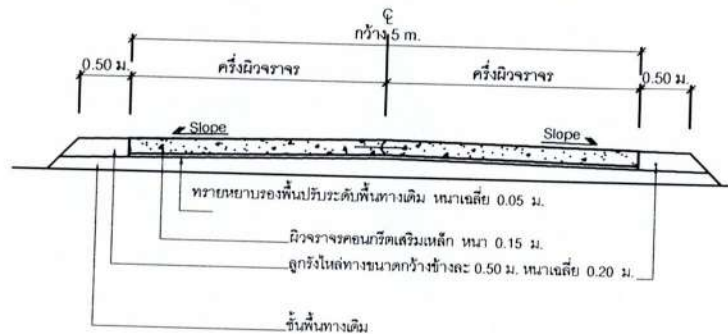 ℄
กว้าง 5 m.
0.50 ม. ครึ่งผิวจราจร ครึ่งผิวจราจร 0.50 ม.
Slope Slope
ทรายหยาบรองพื้นปรับระดับพื้นทางเดิม หนาเฉลี่ย 0.05 ม.
ผิวจราจรคอนกรีตเสริมเหล็ก หนา 0.15 ม.
ลูกรังไหล่ทางขนาดกว้างข้างละ 0.50 ม. หนาเฉลี่ย 0.20 ม.
ชั้นพื้นทางเดิม